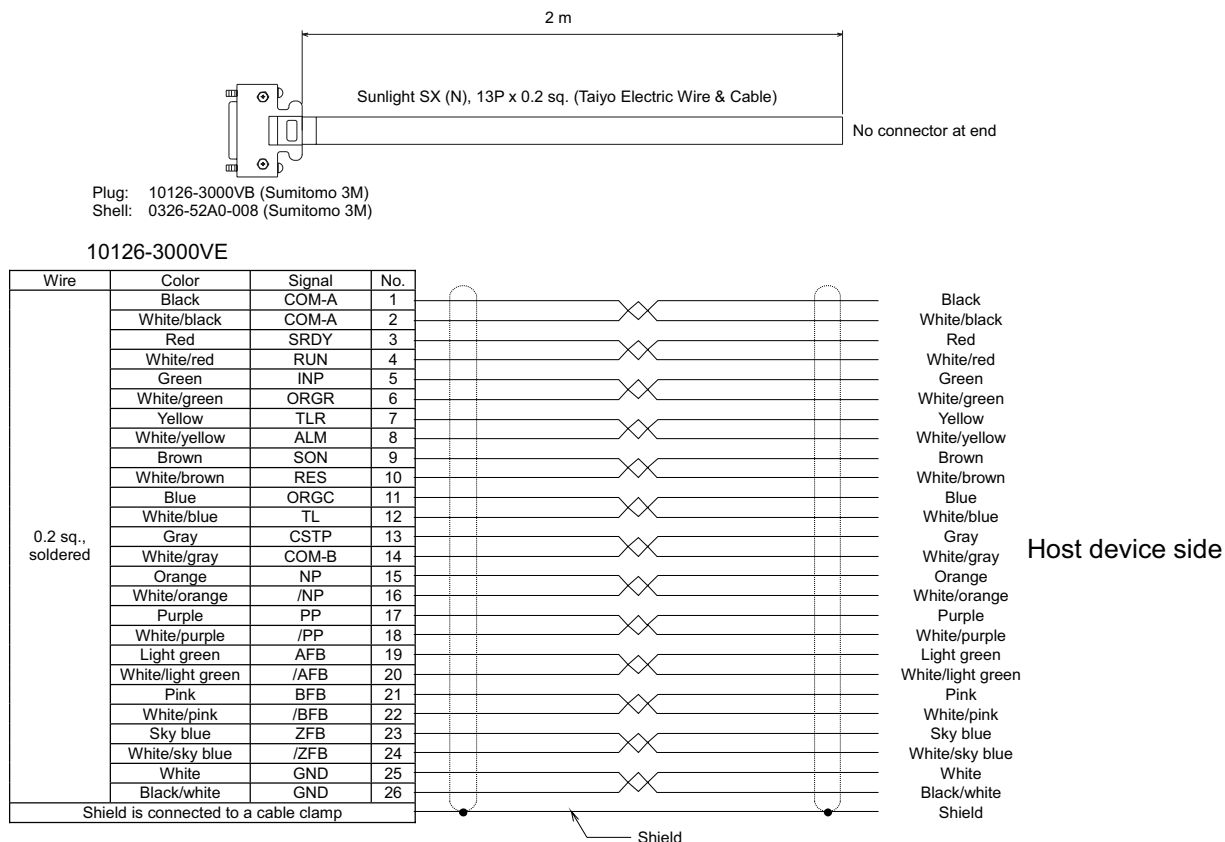 2 m
Sunlight SX (N), 13P x 0.2 sq. (Taiyo Electric Wire & Cable)
No connector at end
Plug: 10126-3000VB (Sumitomo 3M)
Shell: 0326-52A0-008 (Sumitomo 3M)
10126-3000VE
Wire Color Signal No.
Black COM-A 1 Black
White/black COM-A 2 White/black
Red SRDY 3 Red
White/red RUN 4 White/red
Green INP 5 Green
White/green ORGR 6 White/green
Yellow TLR 7 Yellow
White/yellow ALM 8 White/yellow
Brown SON 9 Brown
White/brown RES 10 White/brown
Blue ORGC 11 Blue
White/blue TL 12 White/blue
0.2 sq.,
soldered
Gray CSTP 13 Gray
White/gray COM-B 14 White/gray
Host device side
Orange NP 15 Orange
White/orange /NP 16 White/orange
Purple PP 17 Purple
White/purple /PP 18 White/purple
Light green AFB 19 Light green
White/light green /AFB 20 White/light green
Pink BFB 21 Pink
White/pink /BFB 22 White/pink
Sky blue ZFB 23 Sky blue
White/sky blue /ZFB 24 White/sky blue
White GND 25 White
Black/white GND 26 Black/white
Shield is connected to a cable clamp Shield
Shield